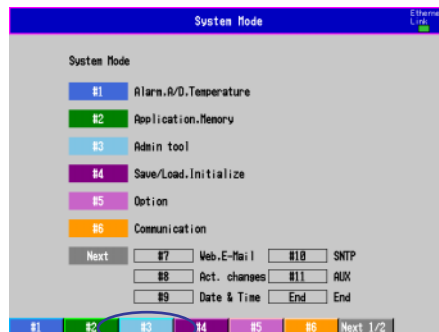 System Mode
Etherne
Link
System Mode
#1 Alarm.A/D.Temperature
#2 Application.Memory
#3 Admin tool
#4 Save/Load.Initialize
#5 Option
#6 Communication
Next #7 Web.E-Mail #10 SNTP
#8 Act. changes #11 AUX
#9 Date & Time End End
#1 #2 #3 #4 #5 #6 Next 1/2